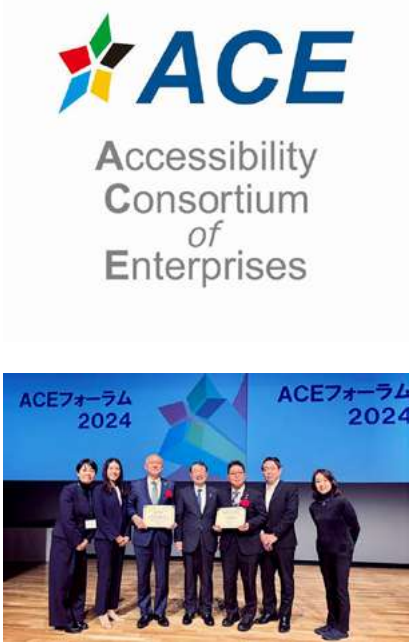 ACE
Accessibility
Consortium
of
Enterprises
ACEフォーラム
2024
ACEフォーラム
2024